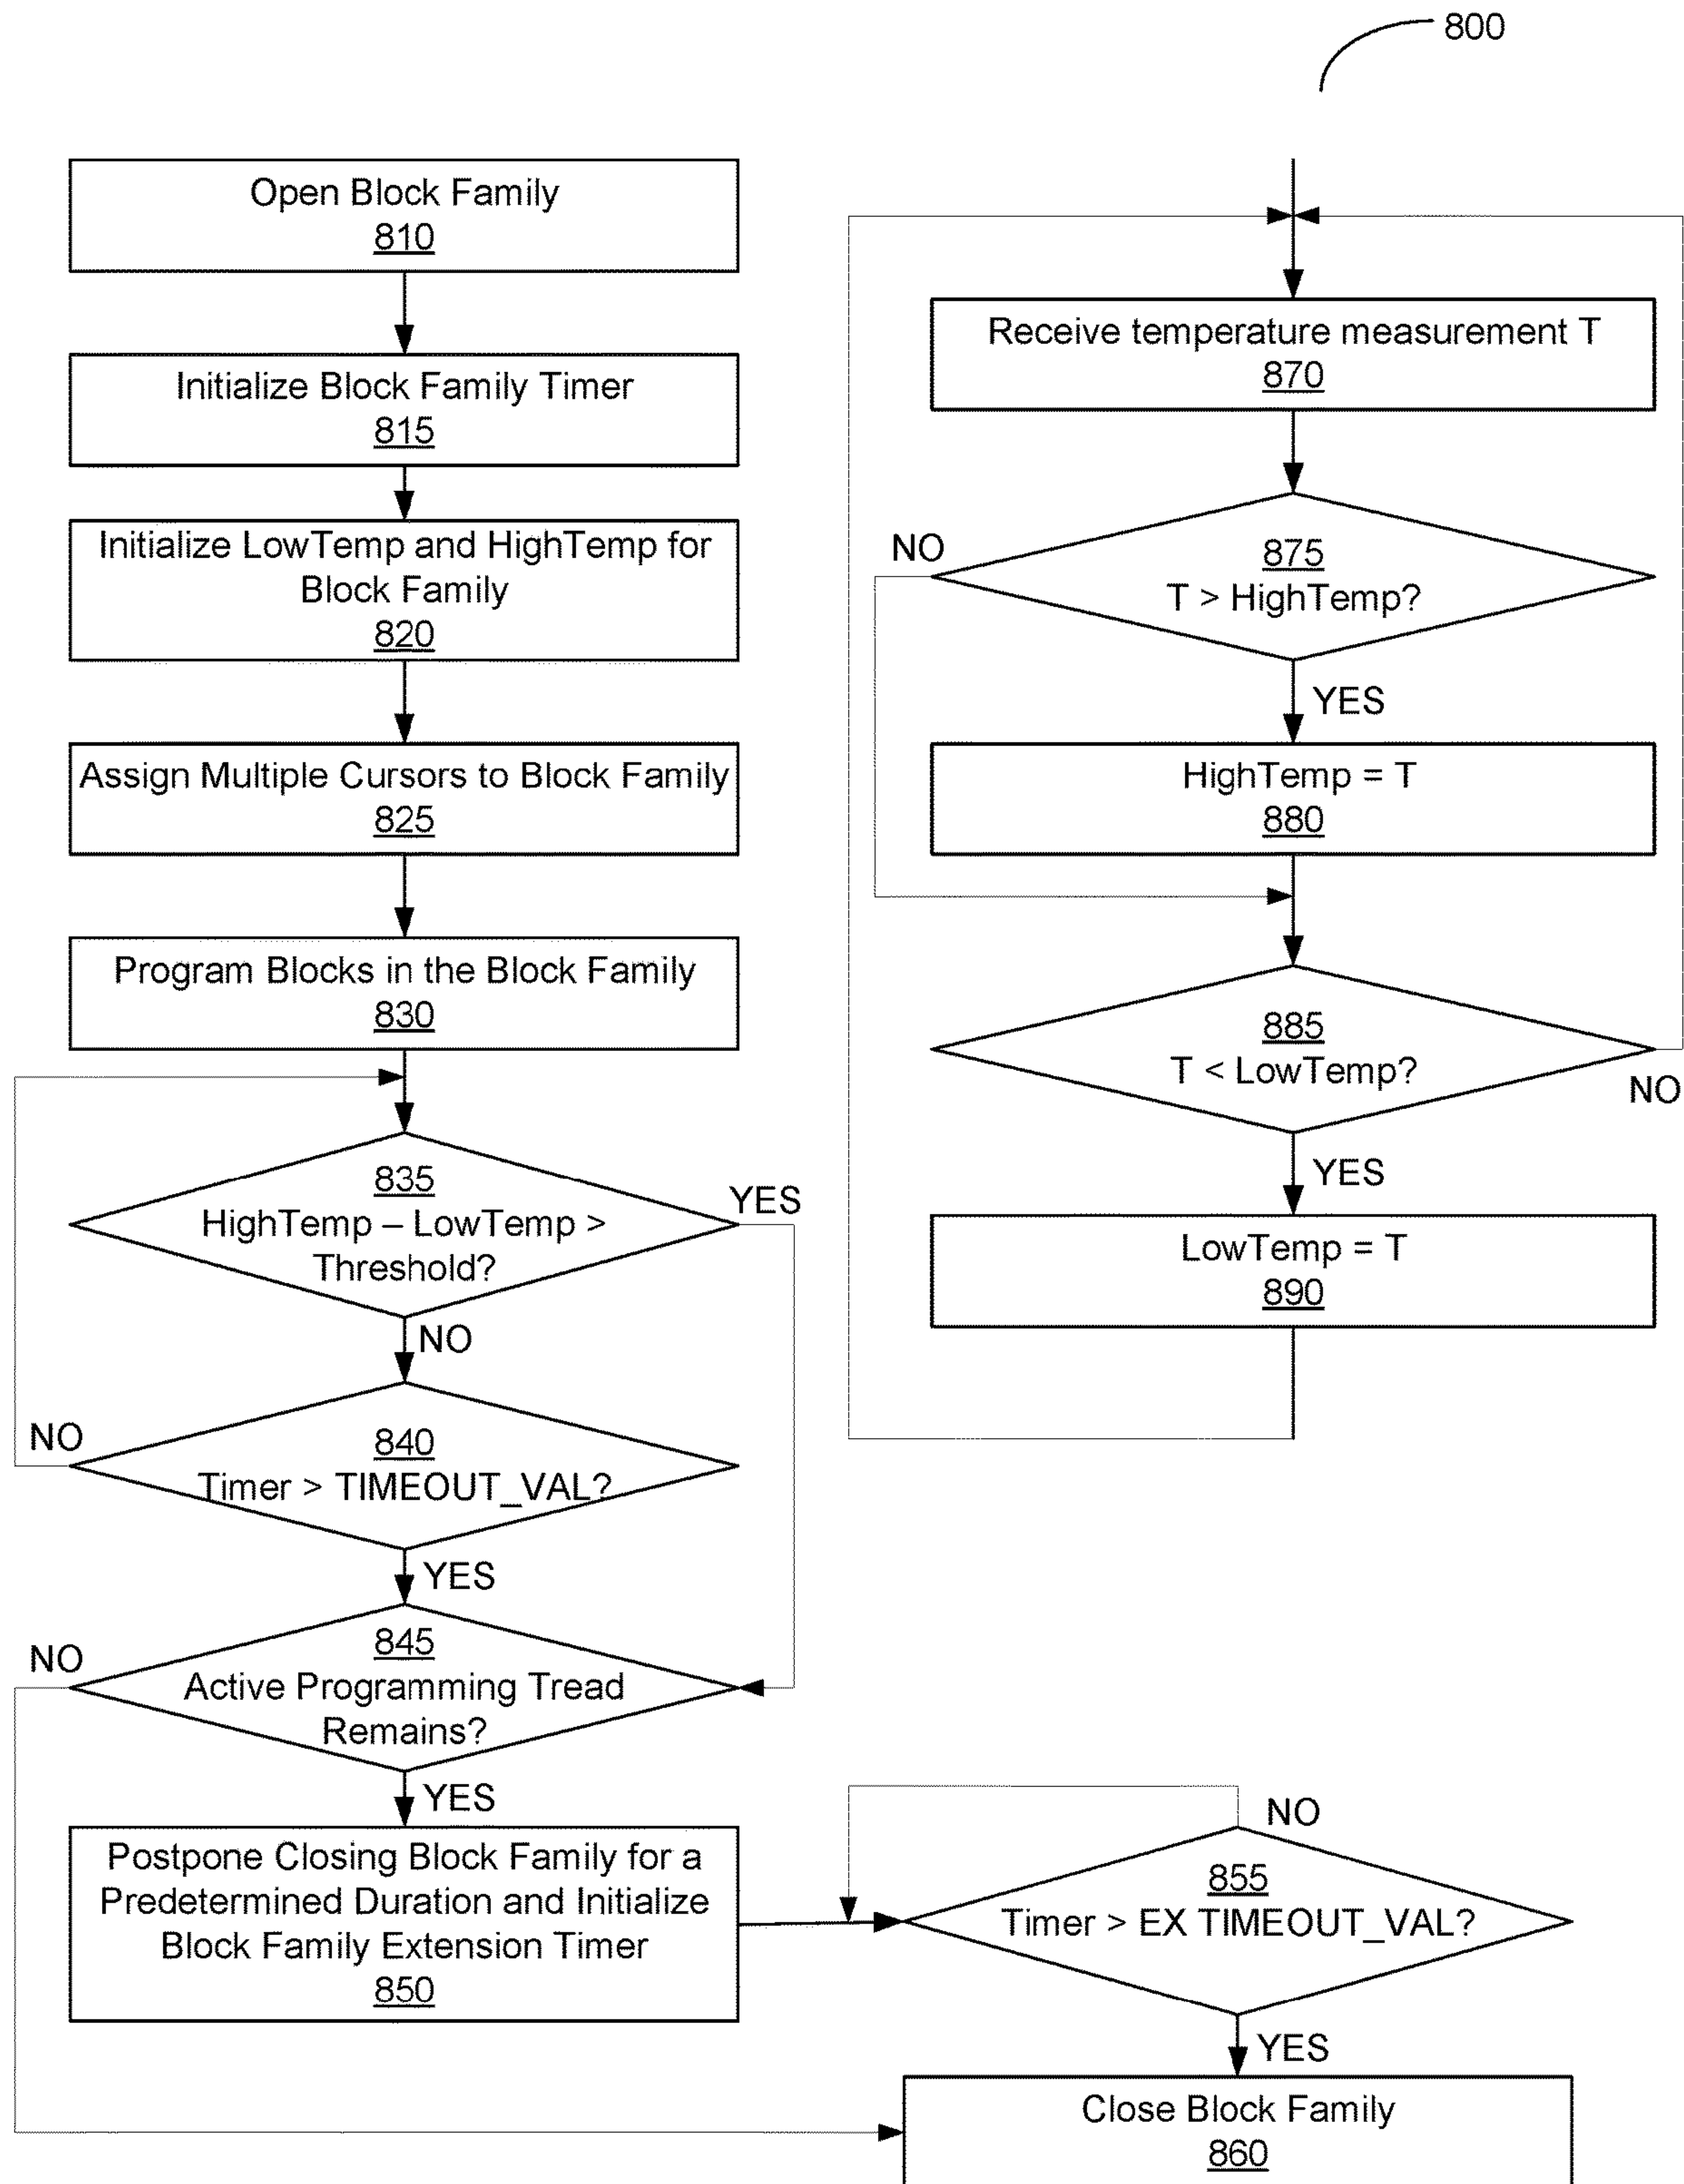 800
Open Block Family
810
Initialize Block Family Timer
815
Initialize LowTemp and HighTemp for
Block Family
820
Assign Multiple Cursors to Block Family
825
Program Blocks in the Block Family
830
835
HighTemp – LowTemp >
Threshold?
YES
NO
840
Timer > TIMEOUT_VAL?
NO
YES
845
Active Programming Tread
Remains?
NO
YES
Postpone Closing Block Family for a
Predetermined Duration and Initialize
Block Family Extension Timer
850
855
Timer > EX TIMEOUT_VAL?
NO
YES
Close Block Family
860
Receive temperature measurement T
870
875
T > HighTemp?
NO
YES
HighTemp = T
880
885
T < LowTemp?
NO
YES
LowTemp = T
890